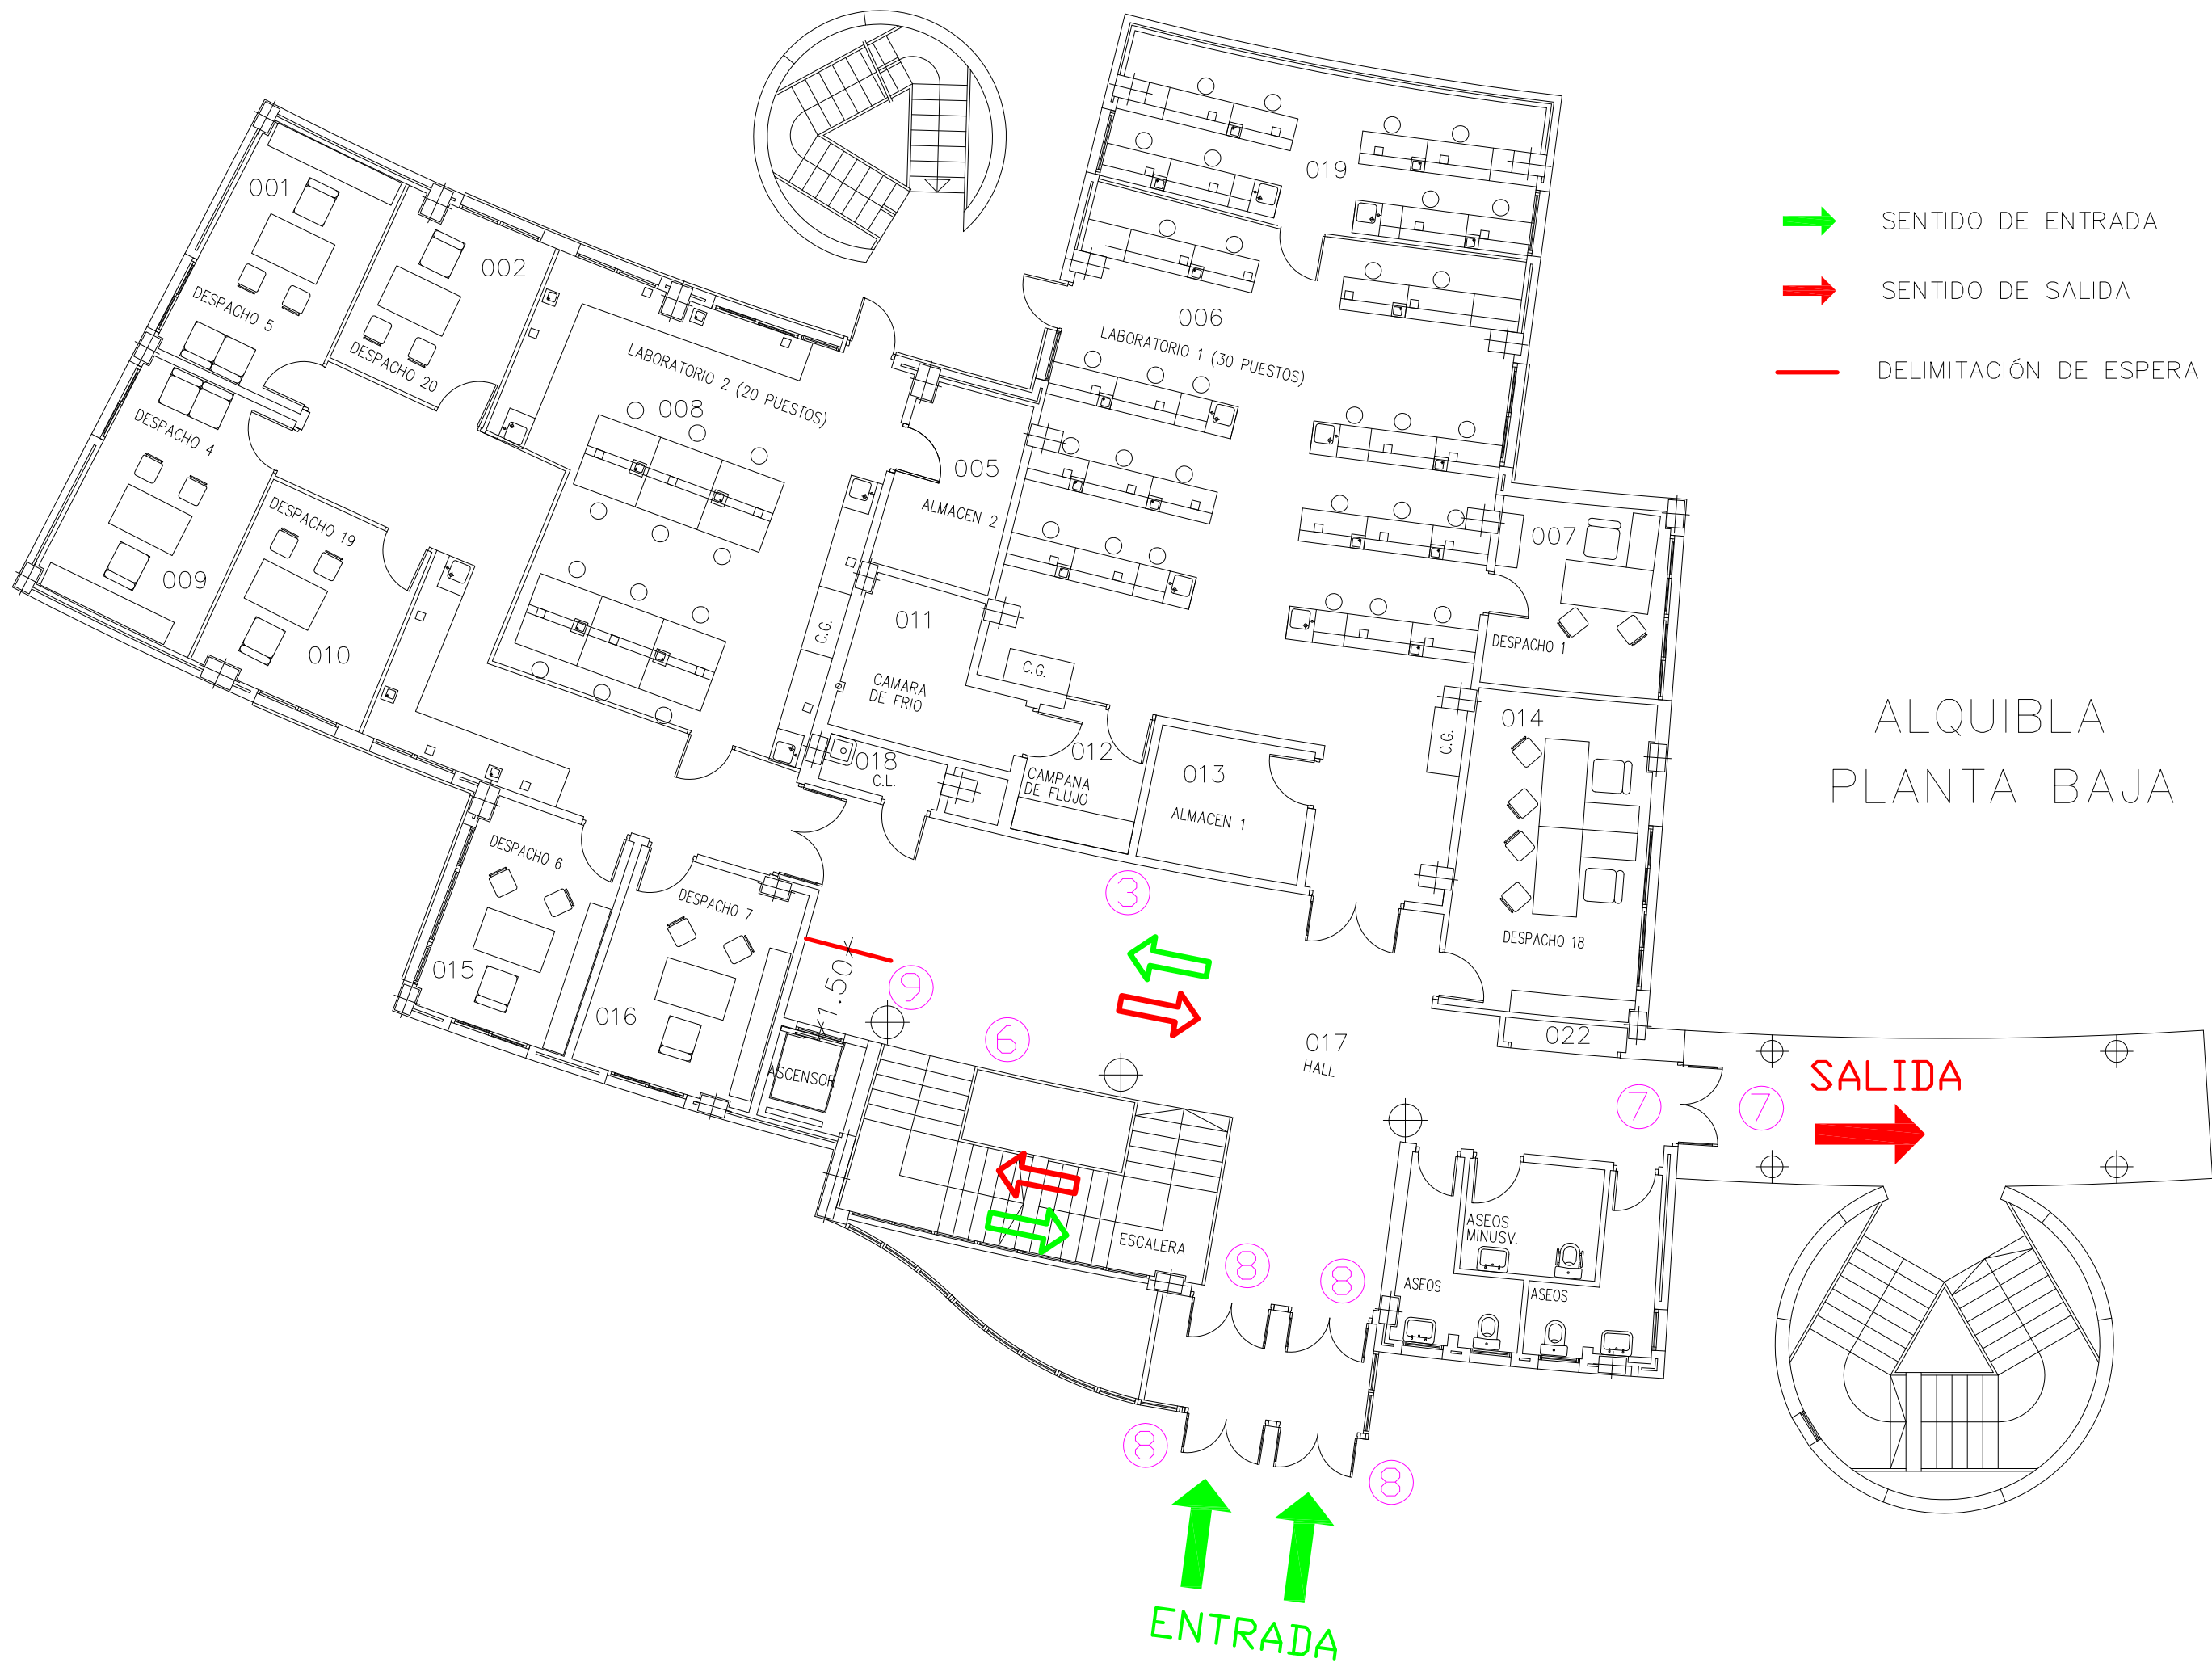 019
001
SENTIDO DE ENTRADA
002
SENTIDO DE SALIDA
DESPACHO 5
006
LABORATORIO 1 (30 PUESTOS)
DESPACHO 20
LABORATORIO 2 (20 PUESTOS)
DELIMITACIÓN DE ESPERA
008
DESPACHO 4
005
ALMACEN 2
DESPACHO 19
007
009
011
C.G.
DESPACHO 1
010
C.G.
CAMARA
DE FRIO
014
C.G.
ALQUIBLA
PLANTA BAJA
012
018
C.L.
CAMPANA
DE FLUJO
013
ALMACEN 1
DESPACHO 6
DESPACHO 7
3
DESPACHO 18
015
9
1.50
016
6
017
HALL
022
ASCENSOR
SALIDA
7
7
ASEOS
MINUSV.
ESCALERA
8
8
ASEOS
ASEOS
8
8
ENTRADA